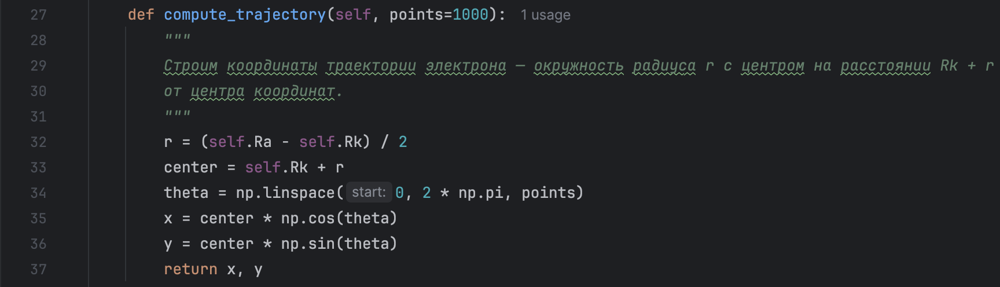 27 def compute_trajectory(self, points=1000): 1 usage
28 """
29 Строим координаты траектории электрона — окружность радиуса r с центром на расстоянии Rk + r
30 от центра координат.
31 """
32 r = (self.Ra - self.Rk) / 2
33 center = self.Rk + r
34 theta = np.linspace( start: 0, 2 * np.pi, points)
35 x = center * np.cos(theta)
36 y = center * np.sin(theta)
37 return x, y